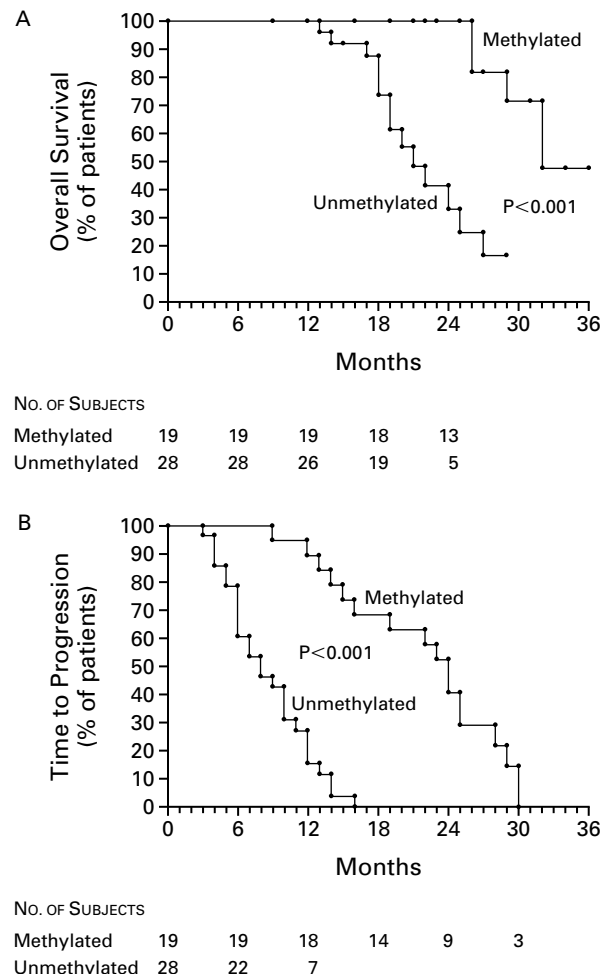 A
Overall Survival
(% of patients)
100
90
80
70
60
50
40
30
20
10
0
Methylated
Unmethylated
P<0.001
0 6 12 18 24 30 36
Months
NO. OF SUBJECTS
Methylated 19 19 19 18 13
Unmethylated 28 28 26 19 5
B
Time to Progression
(% of patients)
100
90
80
70
60
50
40
30
20
10
0
Methylated
P<0.001
Unmethylated
0 6 12 18 24 30 36
Months
NO. OF SUBJECTS
Methylated 19 19 18 14 9 3
Unmethylated 28 22 7